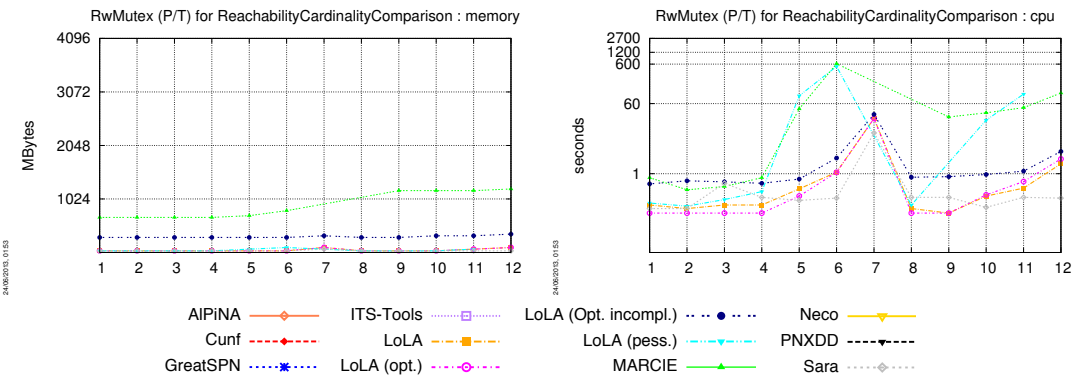 RwMutex (P/T) for ReachabilityCardinalityComparison : memory
4096
3072
2048
1024
MBytes
1 2 3 4 5 6 7 8 9 10 11 12
24/06/2013, 01:53
RwMutex (P/T) for ReachabilityCardinalityComparison : cpu
2700
1200
600
60
1
seconds
1 2 3 4 5 6 7 8 9 10 11 12
24/06/2013, 01:53
AlPiNA ITS-Tools LoLA (Opt. incompl.) Neco
Cunf LoLA LoLA (pess.) PNXDD
GreatSPN LoLA (opt.) MARCIE Sara